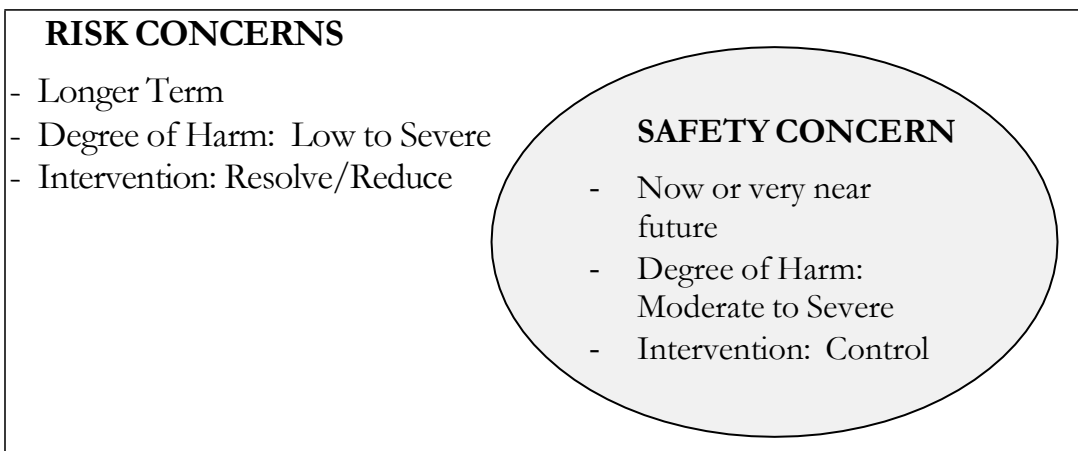 RISK CONCERNS
- Longer Term
- Degree of Harm: Low to Severe
- Intervention: Resolve/Reduce
SAFETY CONCERN
- Now or very near
future
- Degree of Harm:
Moderate to Severe
- Intervention: Control